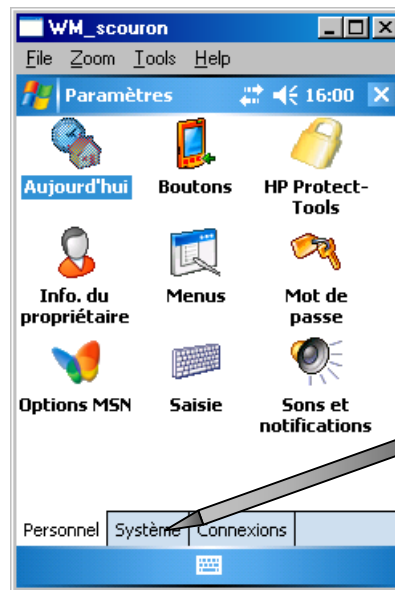 WM_scouron
File Zoom Tools Help
Paramètres 16:00
Aujourd'hui Boutons HP Protect-
Tools
Info. du Menus Mot de
propriétaire passe
Options MSN Saisie Sons et
notifications
Personnel Système Connexions